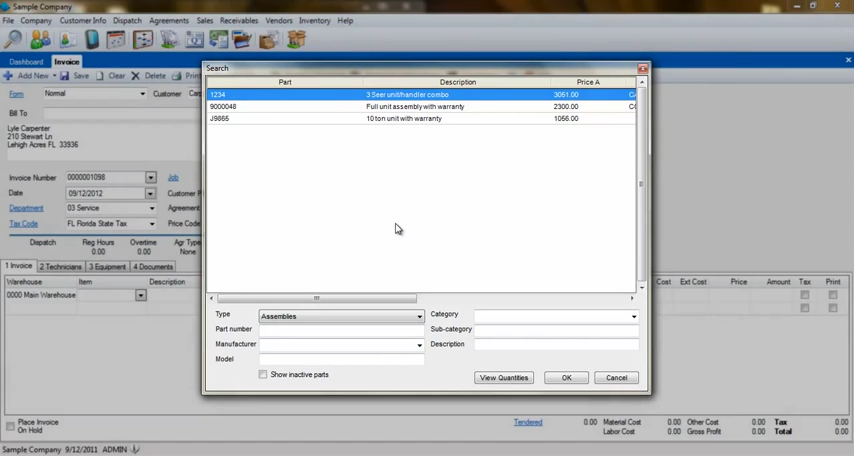 Sample Company
File Company Customer Info Dispatch Agreements Sales Receivables Vendors Inventory Help
Dashboard Invoice
Add New Save Clear Delete Print
Form Normal Customer
Bill To
Lyle Carpenter
210 Stewart Ln
Lehigh Acres FL 33936
Invoice Number 0000001098 Job
Date 09/12/2012 Customer
Department 03 Service Agreement
Tax Code FL Florida State Tax Price Code
Dispatch Reg Hours Overtime Agr Type
0.00 0.00 None
1 Invoice 2 Technicians 3 Equipment 4 Documents
Warehouse Item Description Cost Ext Cost Price Amount Tax Print
0000 Main Warehouse
Search
Part Description Price A
1234 3 Seer unit/handler combo 3051.00
9000048 Full unit assembly with warranty 2300.00
J9865 10 ton unit with warranty 1056.00
Type Assemblies Category
Part number Sub-category
Manufacturer Description
Model
Show inactive parts View Quantities OK Cancel
Place Invoice On Hold
Tendered 0.00 Material Cost 0.00 Other Cost 0.00 Tax 0.00
Labor Cost 0.00 Gross Profit 0.00 Total 0.00
Sample Company 9/12/2011 ADMIN